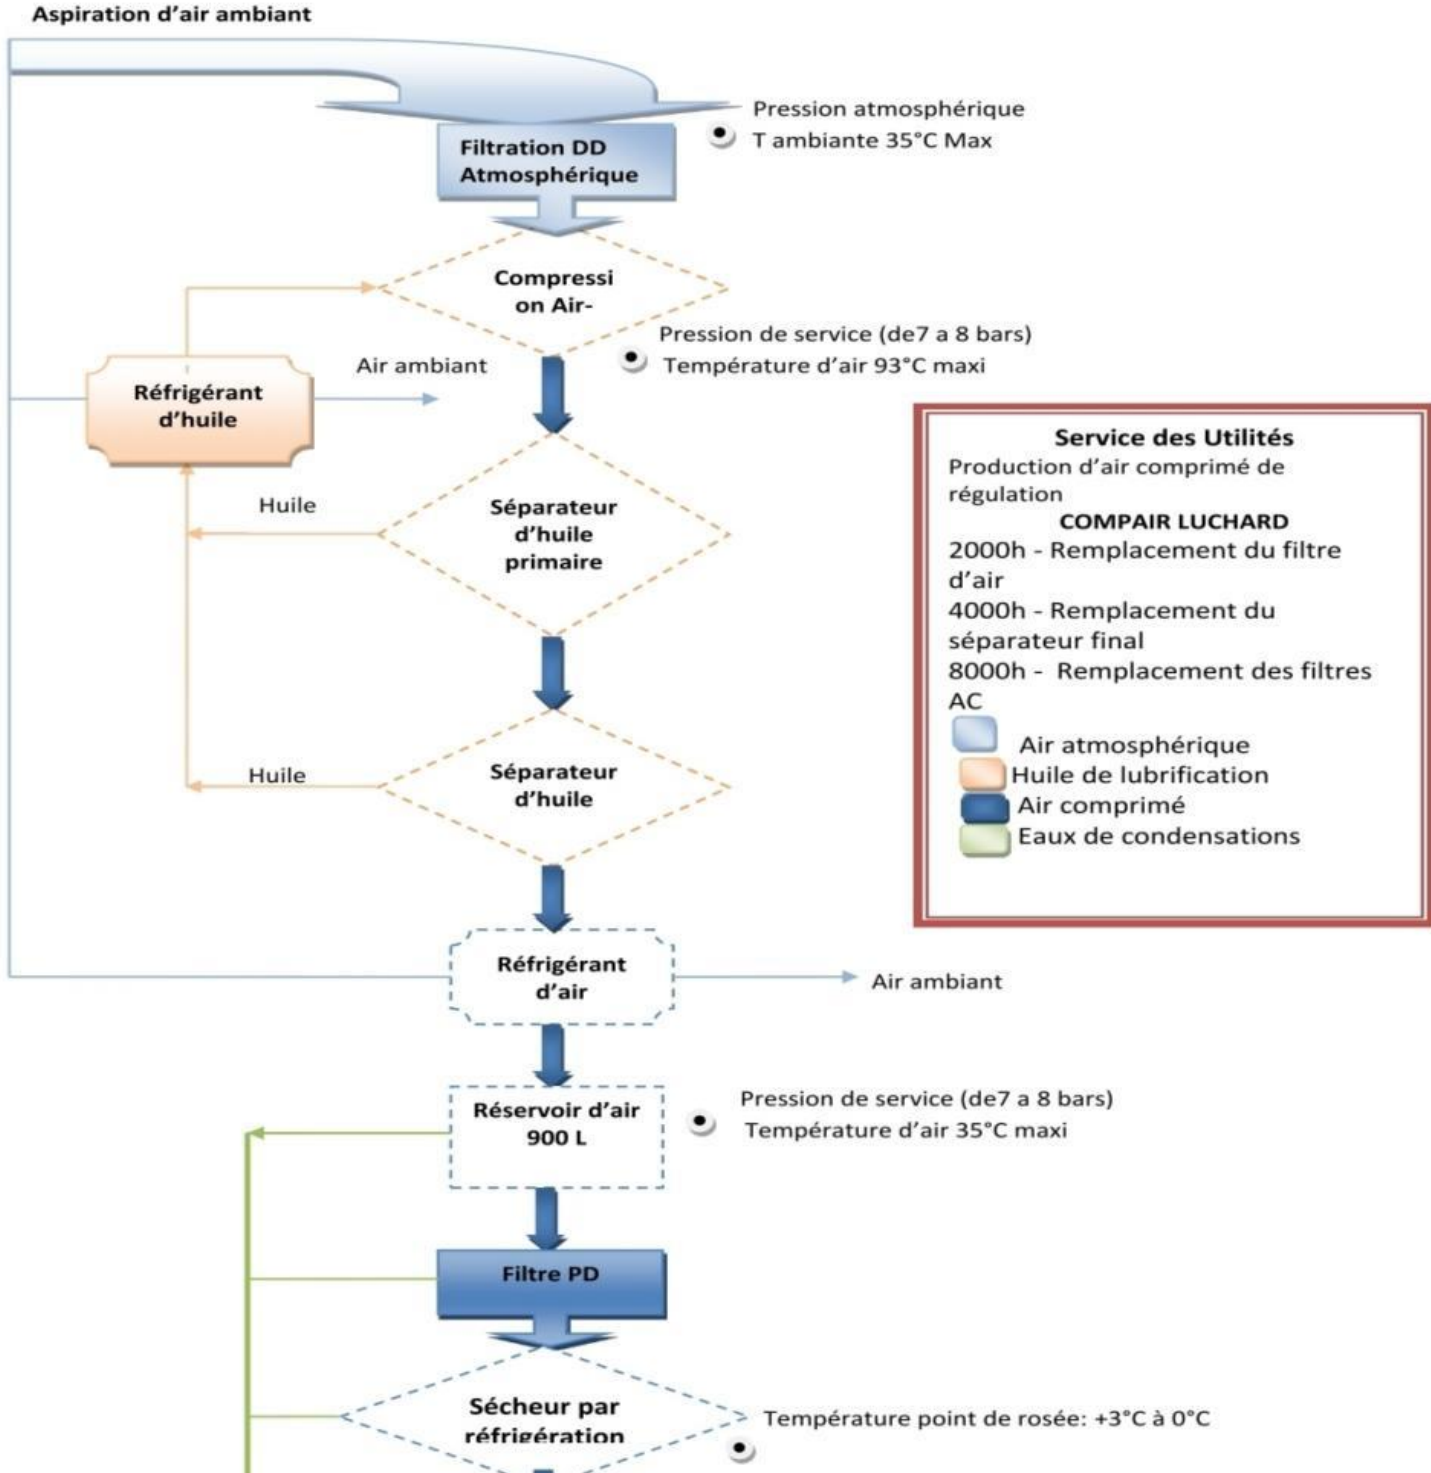 Aspiration d'air ambiant
Pression atmosphérique
T ambiante 35°C Max
Filtration DD
Atmosphérique
Compressi
on Air-
Pression de service (de7 a 8 bars)
Température d'air 93°C maxi
Air ambiant
Réfrigérant
d'huile
Huile
Séparateur
d'huile
primaire
Service des Utilités
Production d'air comprimé de
régulation
COMPAIR LUCHARD
2000h - Remplacement du filtre
d'air
4000h - Remplacement du
séparateur final
8000h - Remplacement des filtres
AC
Air atmosphérique
Huile de lubrification
Air comprimé
Eaux de condensations
Huile
Séparateur
d'huile
Réfrigérant
d'air
Air ambiant
Réservoir d'air
900 L
Pression de service (de7 a 8 bars)
Température d'air 35°C maxi
Filtre PD
Sécheur par
réfrigération
Température point de rosée: +3°C à 0°C